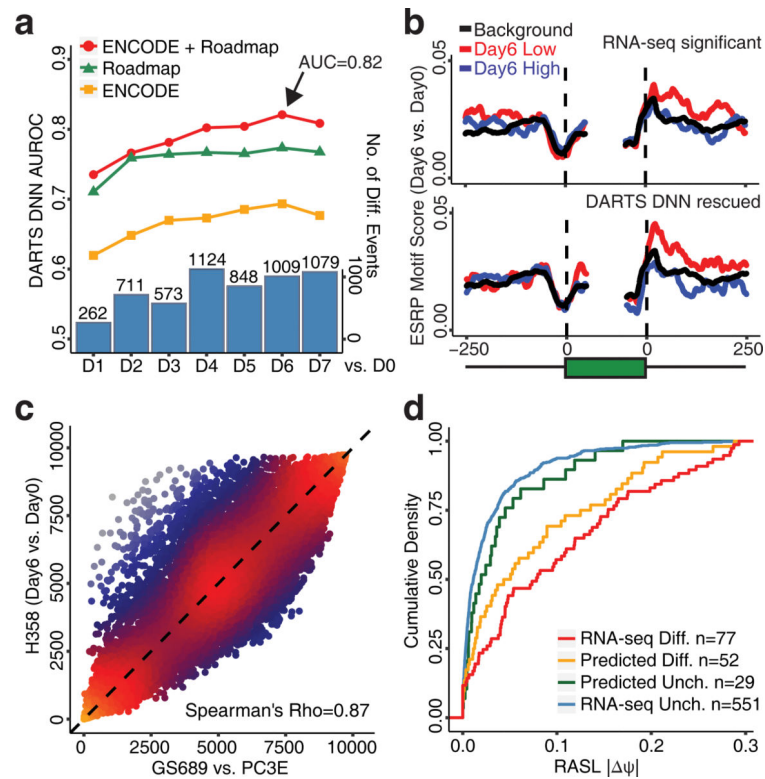 a
ENCODE + Roadmap
Roadmap
ENCODE
AUC=0.82
DARTS DNN AUROC
0.9
0.8
0.7
0.6
0.5
No. of Diff. Events
1000
0
262
711
573
1124
848
1009
1079
D1 D2 D3 D4 D5 D6 D7 vs. D0
b
Background
Day6 Low
Day6 High
RNA-seq significant
DARTS DNN rescued
ESRP Motif Score (Day6 vs. Day0)
0.05
0.00
0.05
0.00
-250 0 0 250
c
H358 (Day6 vs. Day0)
10000
7500
5000
2500
0
Spearman's Rho=0.87
0 2500 5000 7500 10000
GS689 vs. PC3E
d
Cumulative Density
1.00
0.75
0.50
0.25
0.00
RNA-seq Diff. n=77
Predicted Diff. n=52
Predicted Unch. n=29
RNA-seq Unch. n=551
0.0 0.1 0.2 0.3
RASL |Δψ|